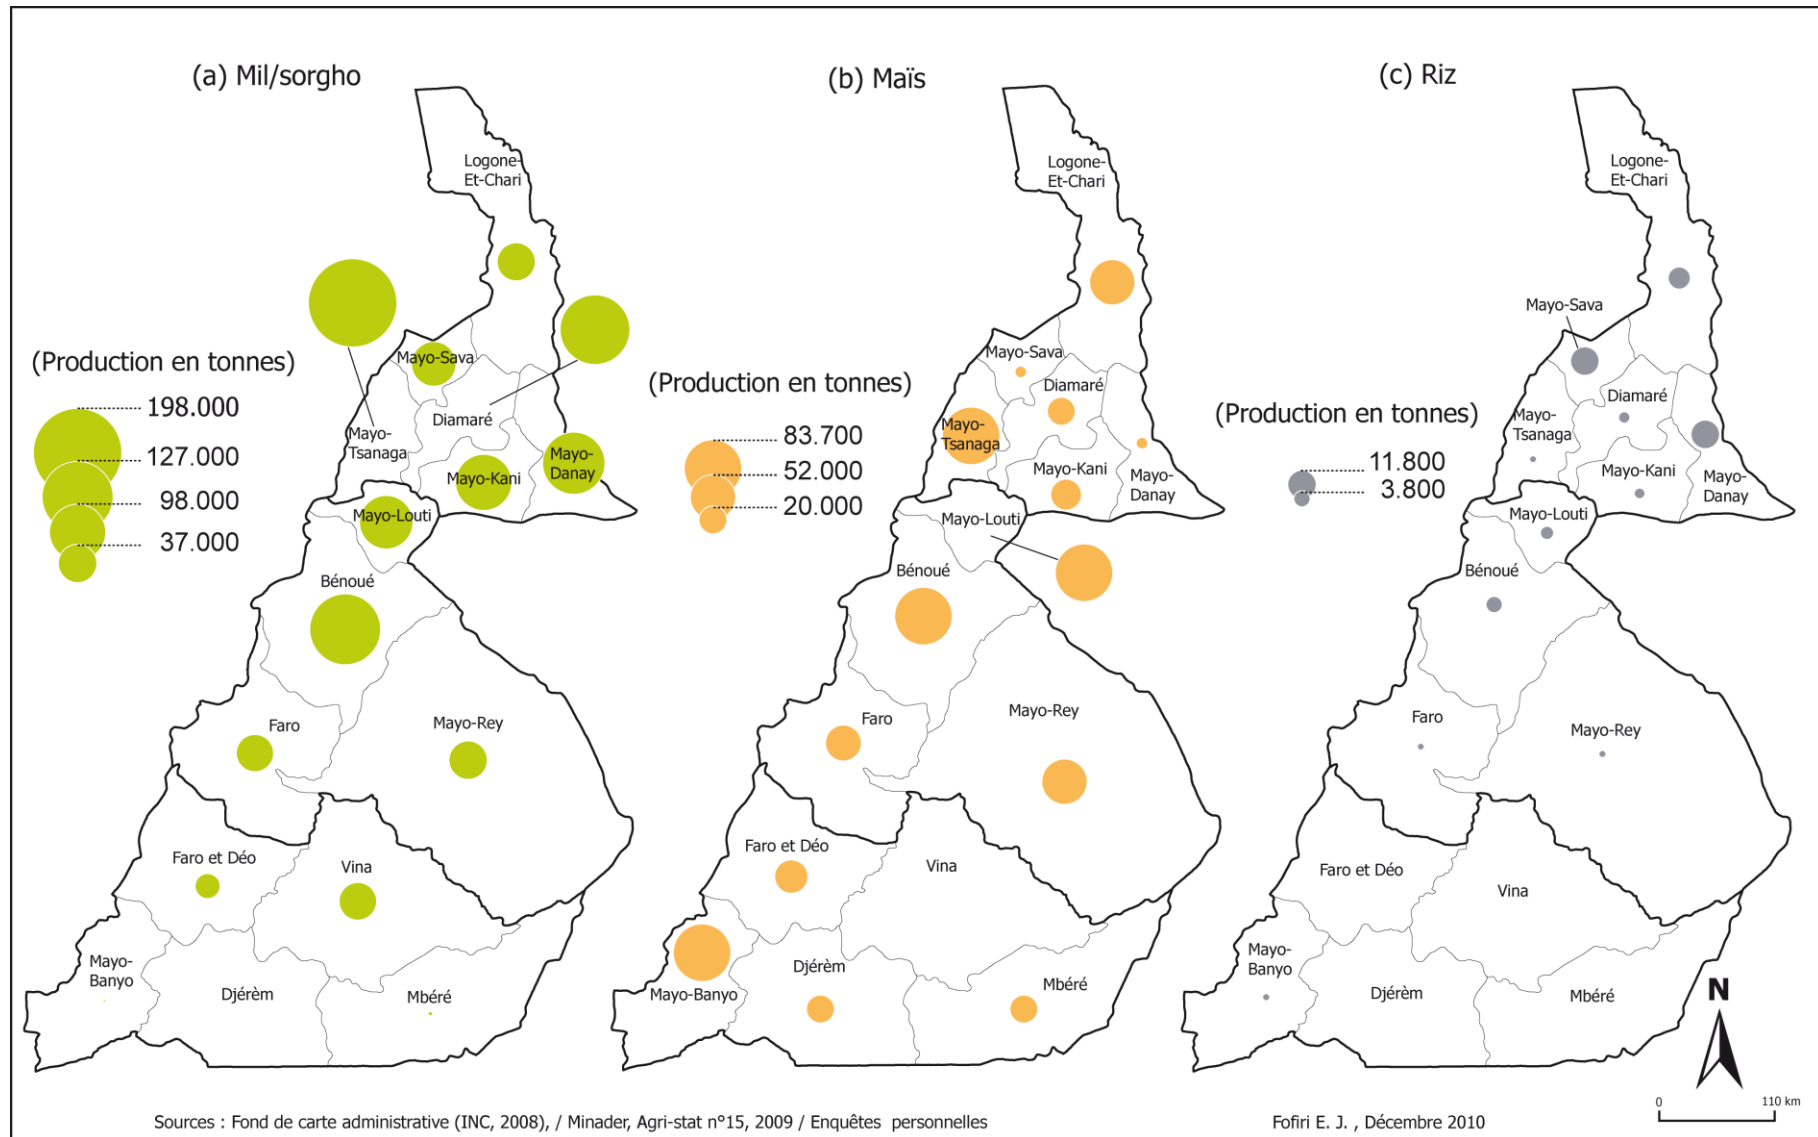 (a) Mil/sorgho
Logone-
Et-Chari
Mayo-Sava
Diamaré
Mayo-
Tsanaga
Mayo-Kani
Mayo-
Danay
Mayo-Louti
Bénoué
Faro
Mayo-Rey
Faro et Déo
Vina
Mayo-
Banyo
Djérèm
Mbéré
(Production en tonnes)
198.000
127.000
98.000
37.000
(b) Maïs
Logone-
Et-Chari
Mayo-Sava
Diamaré
Mayo-
Tsanaga
Mayo-Kani
Mayo-
Danay
Mayo-Louti
Bénoué
Faro
Mayo-Rey
Faro et Déo
Vina
Mayo-Banyo
Djérèm
Mbéré
(Production en tonnes)
83.700
52.000
20.000
(c) Riz
Logone-
Et-Chari
Mayo-Sava
Diamaré
Mayo-
Tsanaga
Mayo-Kani
Mayo-
Danay
Mayo-Louti
Bénoué
Faro
Mayo-Rey
Faro et Déo
Vina
Mayo-
Banyo
Djérèm
Mbéré
(Production en tonnes)
11.800
3.800
N
0 110 km
Sources : Fond de carte administrative (INC, 2008), / Minader, Agri-stat n°15, 2009 / Enquêtes personnelles
Fofiri E. J. , Décembre 2010